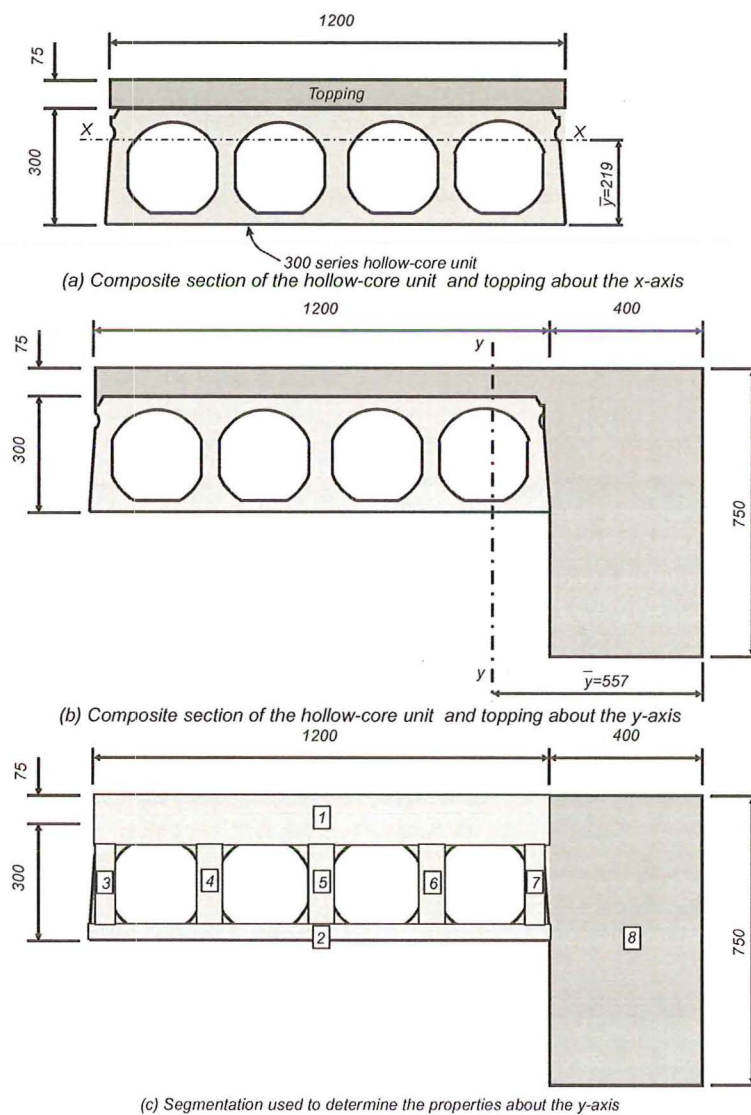 1200
75
Topping
X
X
300
y̅=219
300 series hollow-core unit
(a) Composite section of the hollow-core unit and topping about the x-axis
1200
400
75
y
300
750
y
y̅=557
(b) Composite section of the hollow-core unit and topping about the y-axis
1200
400
75
1
300
3
4
5
6
7
2
8
750
(c) Segmentation used to determine the properties about the y-axis